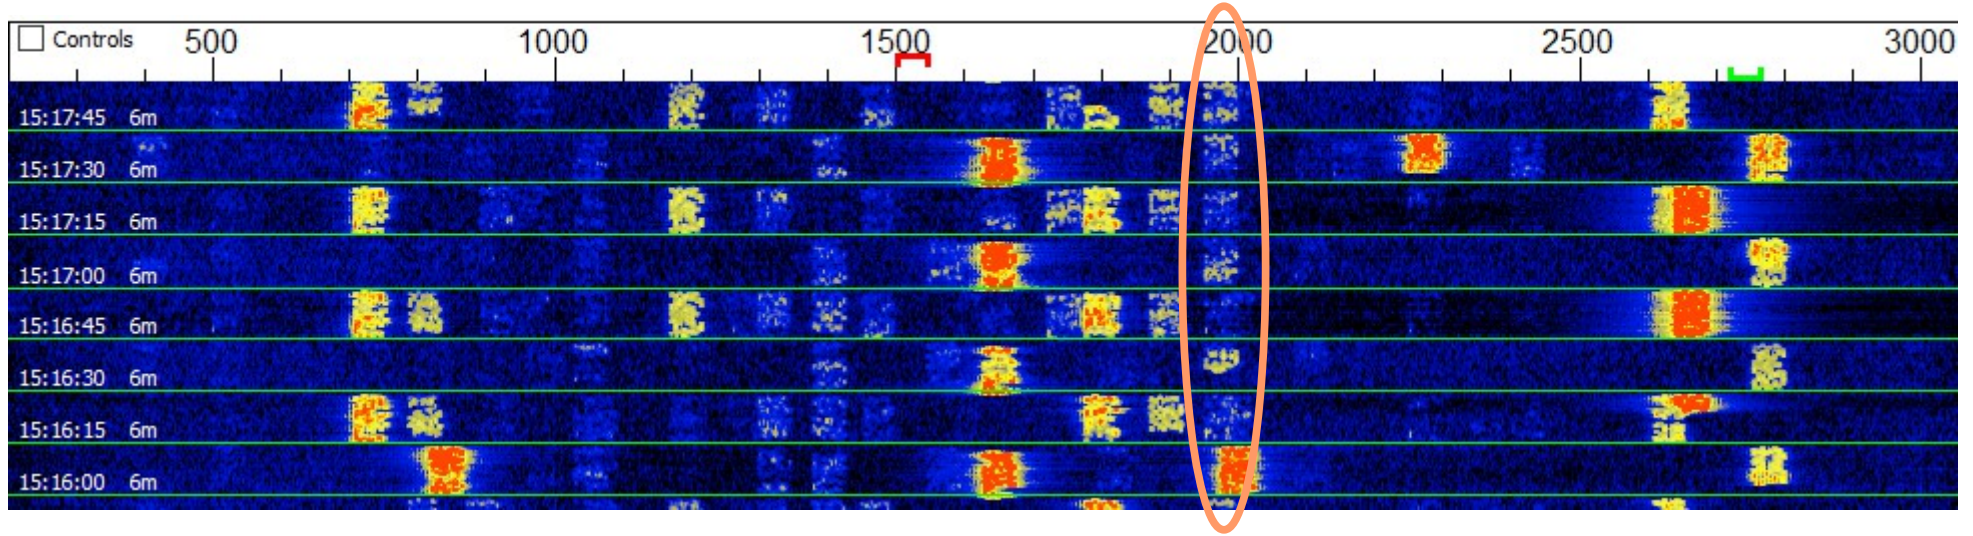 Controls 500 1000 1500 2000 2500 3000
15:17:45 6m
15:17:30 6m
15:17:15 6m
15:17:00 6m
15:16:45 6m
15:16:30 6m
15:16:15 6m
15:16:00 6m